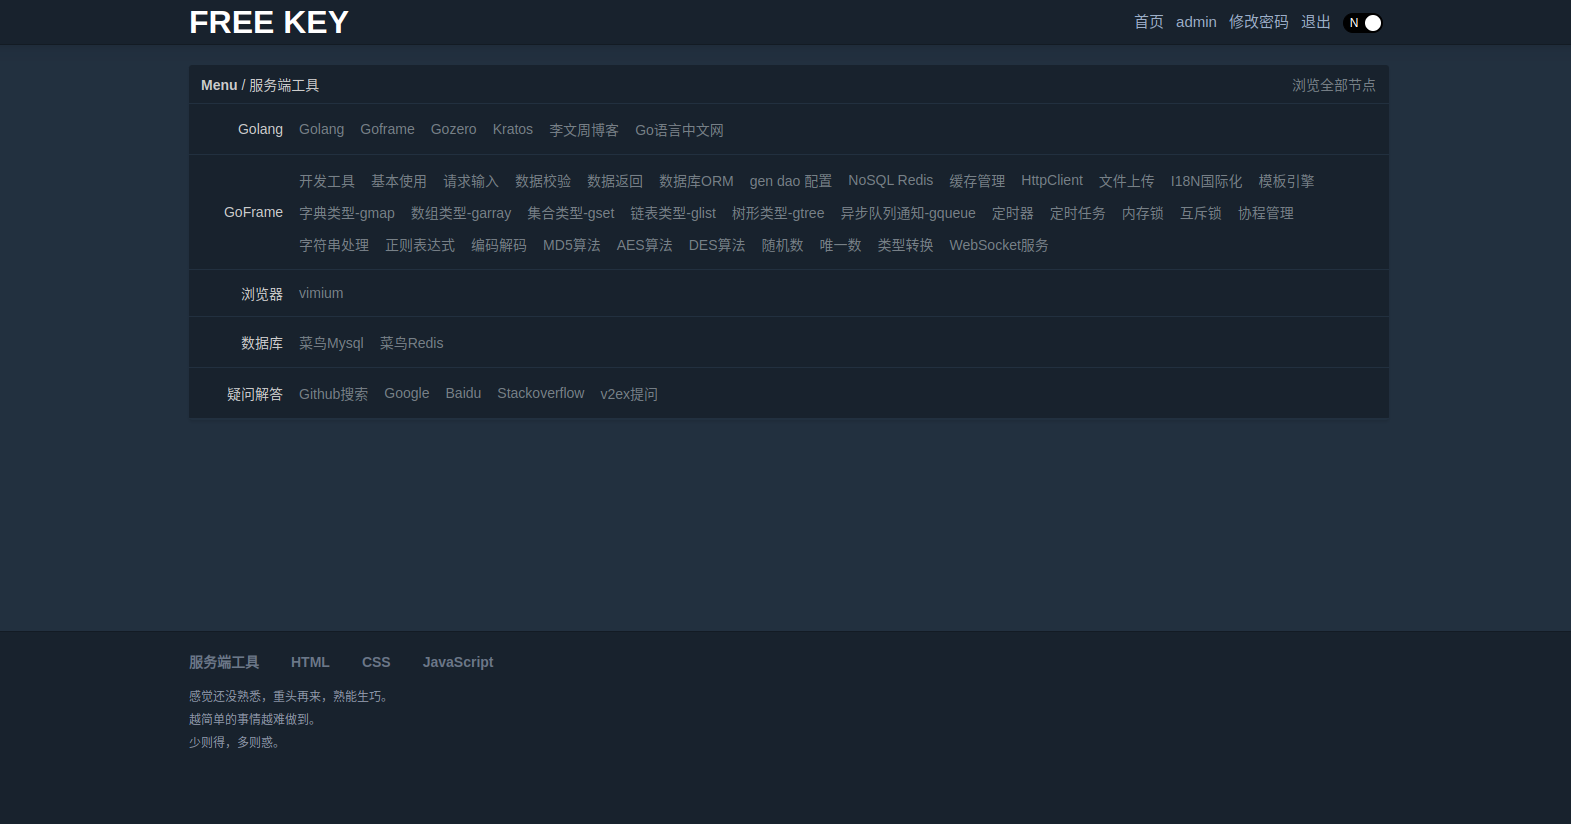 FREE KEY 首页 admin 修改密码 退出 N
Menu / 服务端工具 浏览全部节点
Golang Golang Goframe Gozero Kratos 李文周博客 Go语言中文网
开发工具 基本使用 请求输入 数据校验 数据返回 数据库ORM gen dao 配置 NoSQL Redis 缓存管理 HttpClient 文件上传 I18N国际化 模板引擎
GoFrame 字典类型-gmap 数组类型-garray 集合类型-gset 链表类型-glist 树形类型-gtree 异步队列通知-gqueue 定时器 定时任务 内存锁 互斥锁 协程管理
字符串处理 正则表达式 编码解码 MD5算法 AES算法 DES算法 随机数 唯一数 类型转换 WebSocket服务
浏览器 vimium
数据库 菜鸟Mysql 菜鸟Redis
疑问解答 Github搜索 Google Baidu Stackoverflow v2ex提问
服务端工具 HTML CSS JavaScript
感觉还没熟悉，重头再来，熟能生巧。
越简单的事情越难做到。
少则得，多则惑。